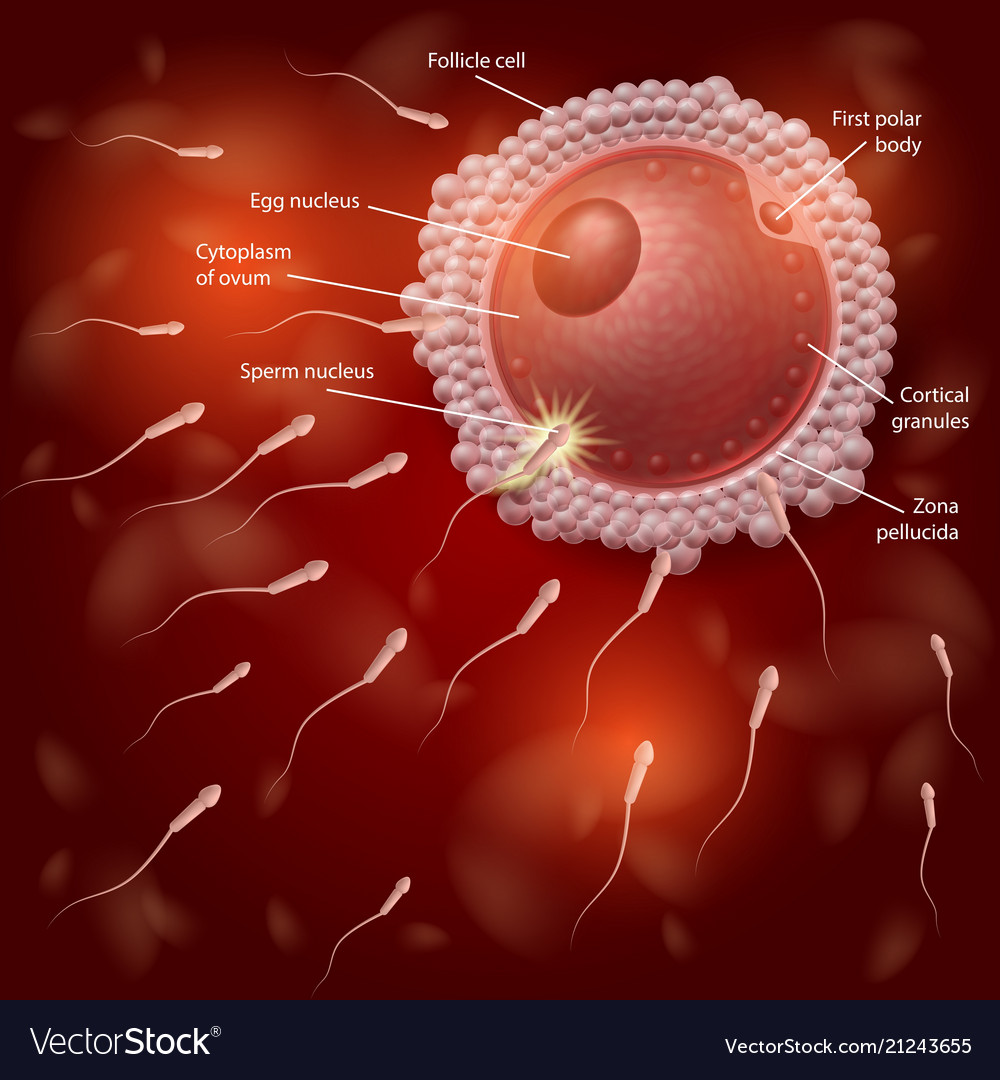 Follicle cell
First polar
body
Egg nucleus
Cytoplasm
of ovum
Sperm nucleus
Cortical
granules
Zona
pellucida
VectorStock®
VectorStock.com/21243655